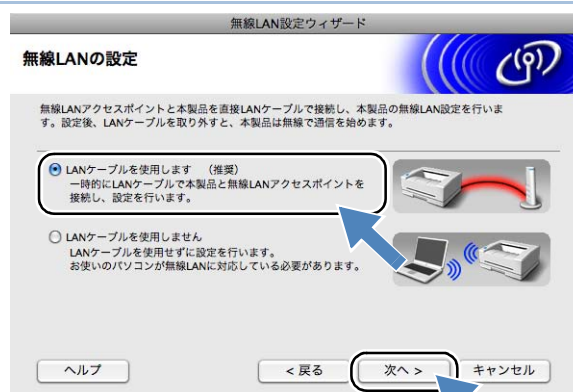 無線LAN設定ウィザード
無線LANの設定
無線LANアクセスポイントと本製品を直接LANケーブルで接続し、本製品の無線LAN設定を行いま
す。設定後、LANケーブルを取り外すと、本製品は無線で通信を始めます。
LANケーブルを使用します （推奨）
一時的にLANケーブルで本製品と無線LANアクセスポイントを
接続し、設定を行います。
LANケーブルを使用しません
LANケーブルを使用せずに設定を行います。
お使いのパソコンが無線LANに対応している必要があります。
ヘルプ
< 戻る
次へ >
キャンセル